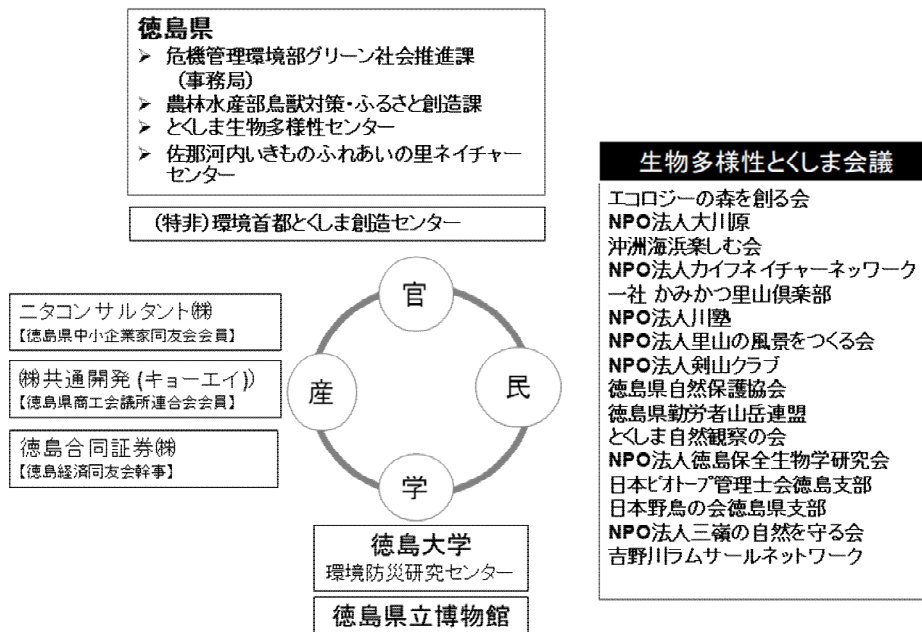 徳島県
➢ 危機管理環境部グリーン社会推進課
(事務局)
➢ 農林水産部鳥獣対策・ふるさと創造課
➢ とくしま生物多様性センター
➢ 佐那河内いきものふれあいの里ネイチャー
センター
(特非)環境首都とくしま創造センター
官
産
民
学
ニタコンサルタント㈱
【徳島県中小企業家同友会会員】
㈱共通開発(キョーエイ))
【徳島県商工会議所連合会会員】
徳島合同証券㈱
【徳島経済同友会幹事】
徳島大学
環境防災研究センター
徳島県立博物館
生物多様性とくしま会議
エコロジーの森を創る会
NPO法人大川原
沖洲海浜楽しむ会
NPO法人カイフネイチャーネッワーク
一社 かみかつ里山倶楽部
NPO法人川塾
NPO法人里山の風景をつくる会
NPO法人剣山クラブ
徳島県自然保護協会
徳島県勤労者山岳連盟
とくしま自然観察の会
NPO法人徳島保全生物学研究会
日本ビオトープ管理士会徳島支部
日本野鳥の会徳島県支部
NPO法人三嶺の自然を守る会
吉野川ラムサールネットワーク